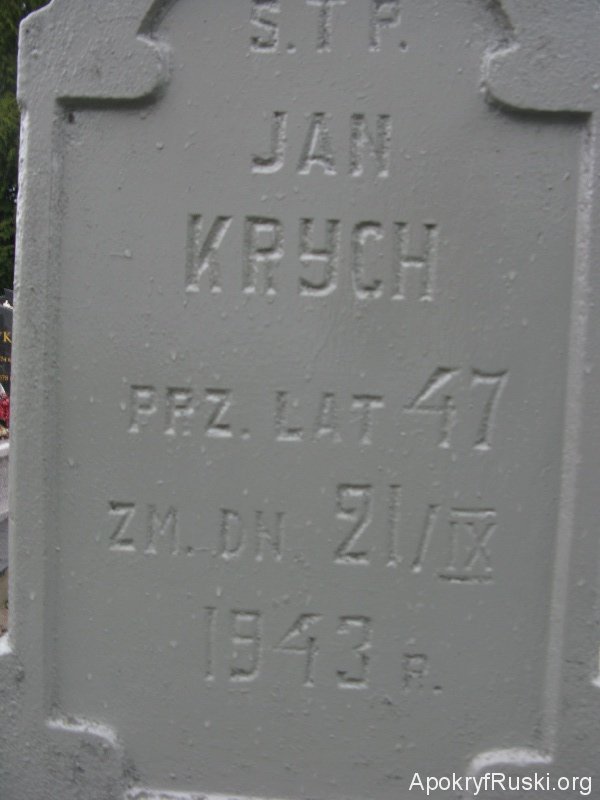 S.†P.
JAN
KRYCH
PRZ. LAT 47
ZM. DN. 21/IX
1943 R.
ApokryfRuski.org